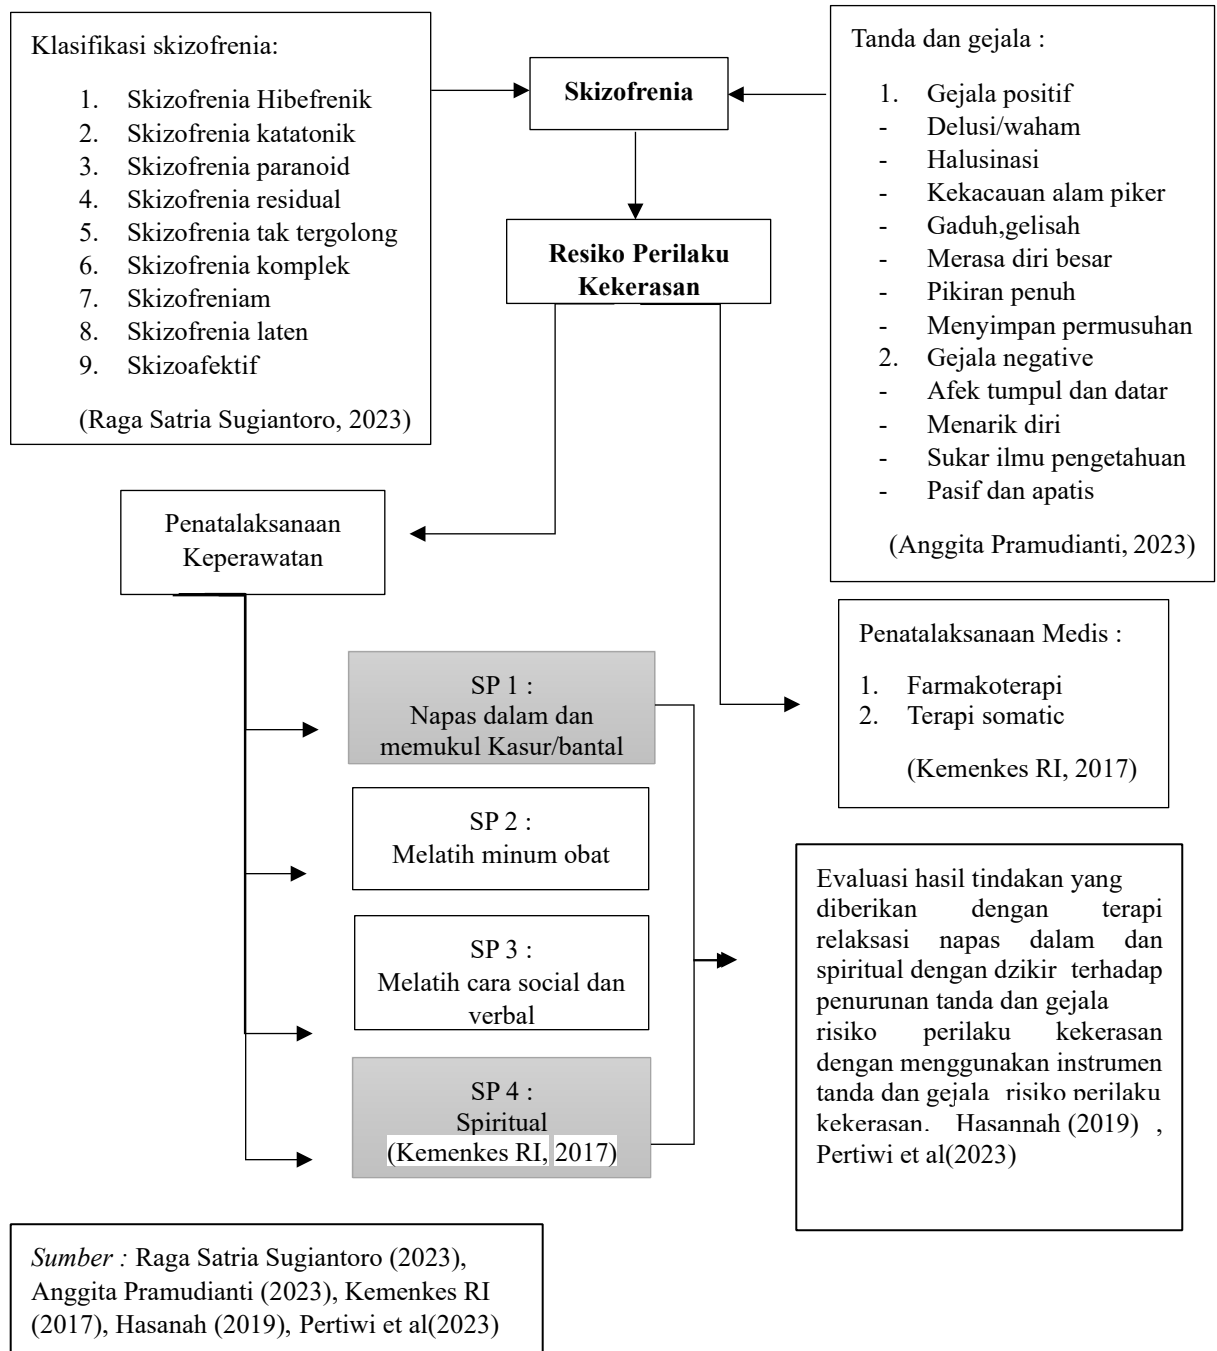 Klasifikasi skizofrenia:
1. Skizofrenia Hibefrenik
2. Skizofrenia katatonik
3. Skizofrenia paranoid
4. Skizofrenia residual
5. Skizofrenia tak tergolong
6. Skizofrenia komplek
7. Skizofreniam
8. Skizofrenia laten
9. Skizoafektif
(Raga Satria Sugiantoro, 2023)
Skizofrenia
Tanda dan gejala :
1. Gejala positif
- Delusi/waham
- Halusinasi
- Kekacauan alam piker
- Gaduh,gelisah
- Merasa diri besar
- Pikiran penuh
- Menyimpan permusuhan
2. Gejala negative
- Afek tumpul dan datar
- Menarik diri
- Sukar ilmu pengetahuan
- Pasif dan apatis
(Anggita Pramudianti, 2023)
Resiko Perilaku
Kekerasan
Penatalaksanaan
Keperawatan
Penatalaksanaan Medis :
1. Farmakoterapi
2. Terapi somatic
(Kemenkes RI, 2017)
SP 1 :
Napas dalam dan
memukul Kasur/bantal
SP 2 :
Melatih minum obat
SP 3 :
Melatih cara social dan
verbal
SP 4 :
Spiritual
(Kemenkes RI, 2017)
Evaluasi hasil tindakan yang
diberikan dengan terapi
relaksasi napas dalam dan
spiritual dengan dzikir terhadap
penurunan tanda dan gejala
risiko perilaku kekerasan
dengan menggunakan instrumen
tanda dan gejala risiko perilaku
kekerasan. Hasannah (2019) ,
Pertiwi et al(2023)
Sumber : Raga Satria Sugiantoro (2023),
Anggita Pramudianti (2023), Kemenkes RI
(2017), Hasanah (2019), Pertiwi et al(2023)